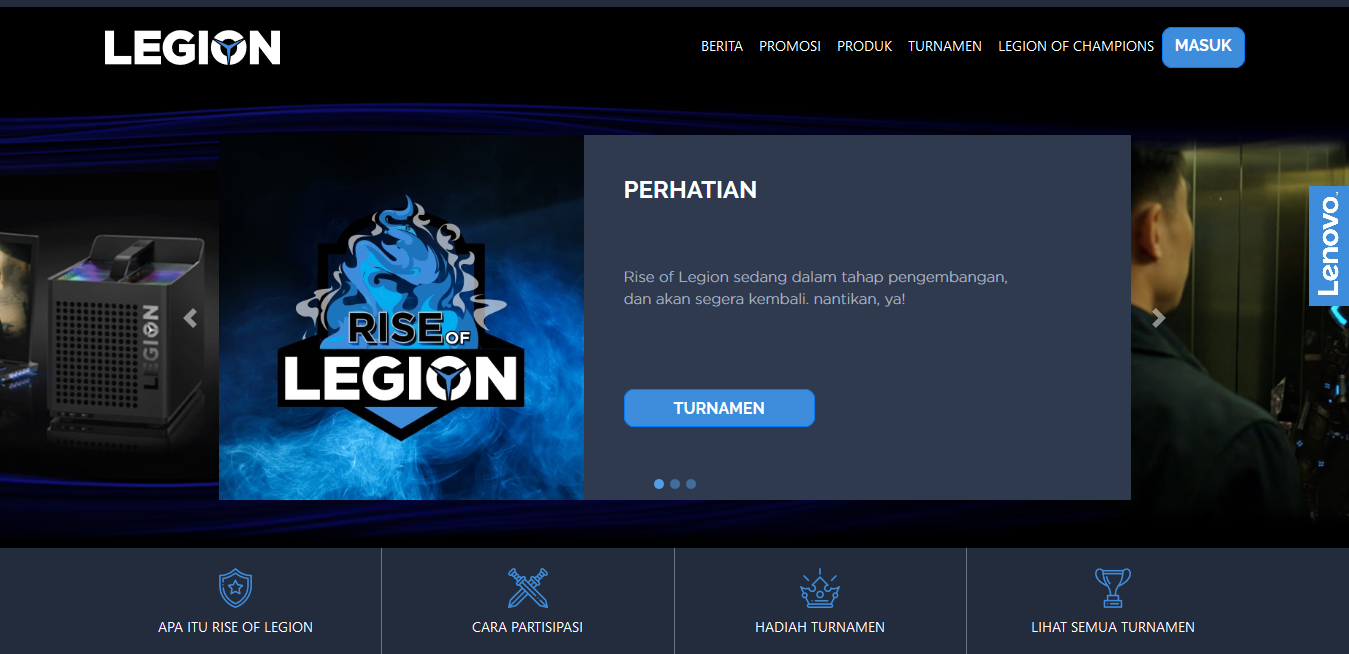 LEGION
BERITA PROMOSI PRODUK TURNAMEN LEGION OF CHAMPIONS MASUK
PERHATIAN
Rise of Legion sedang dalam tahap pengembangan,
dan akan segera kembali. nantikan, ya!
TURNAMEN
RISE OF
LEGION
LEGION
Lenovo.
APA ITU RISE OF LEGION
CARA PARTISIPASI
HADIAH TURNAMEN
LIHAT SEMUA TURNAMEN